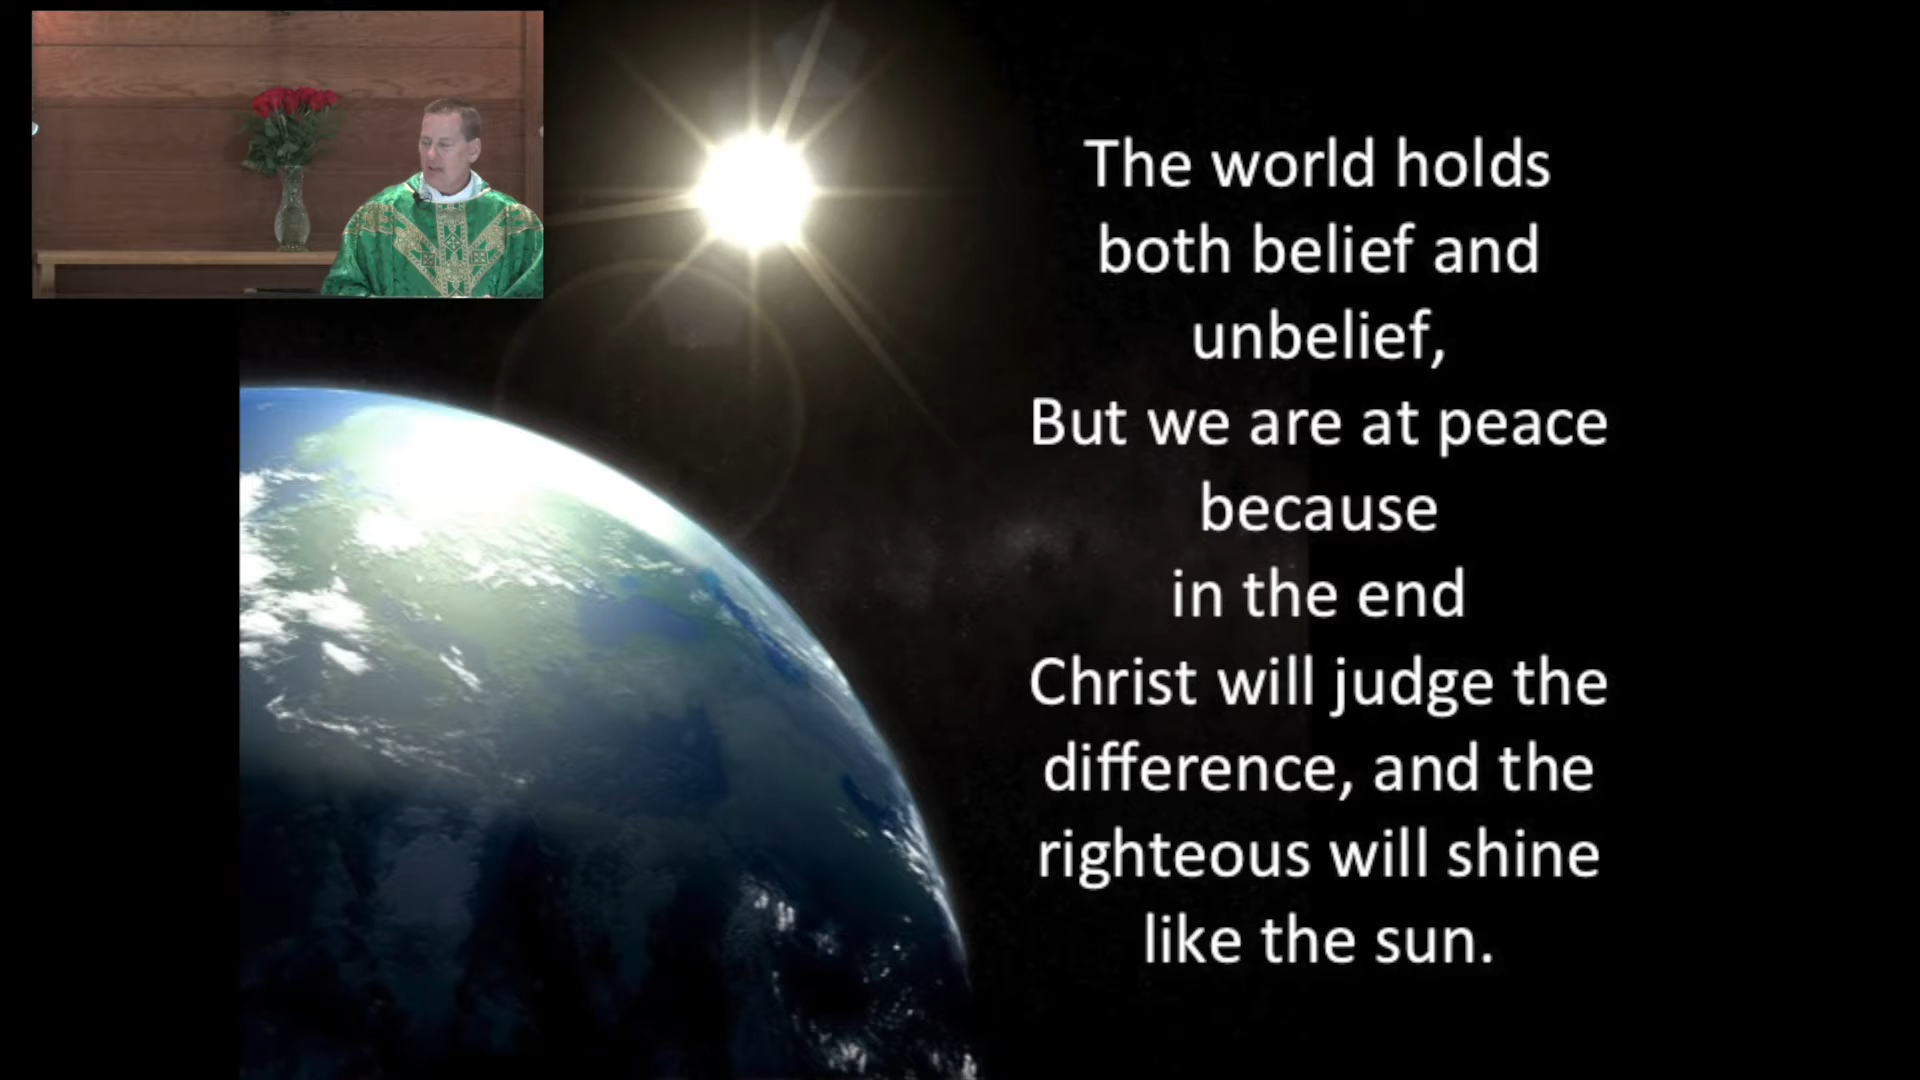 The world holds
both belief and
unbelief,
But we are at peace
because
in the end
Christ will judge the
difference, and the
righteous will shine
like the sun.